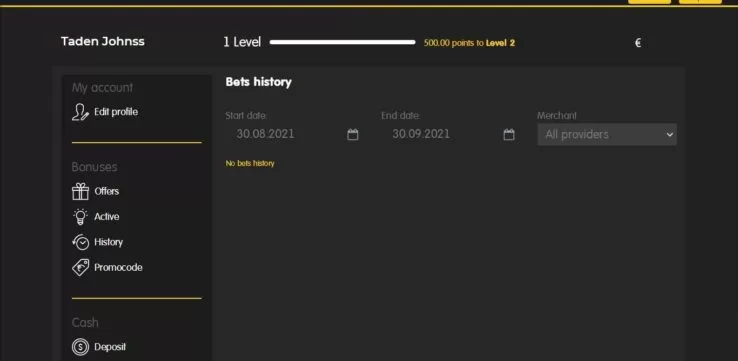 Taden Johnss
1 Level
500.00 points to Level 2
€
My account
Edit profile
Bonuses
Offers
Active
History
Promocode
Cash
Deposit
Bets history
Start date:
30.08.2021
End date:
30.09.2021
Merchant
All providers
No bets history